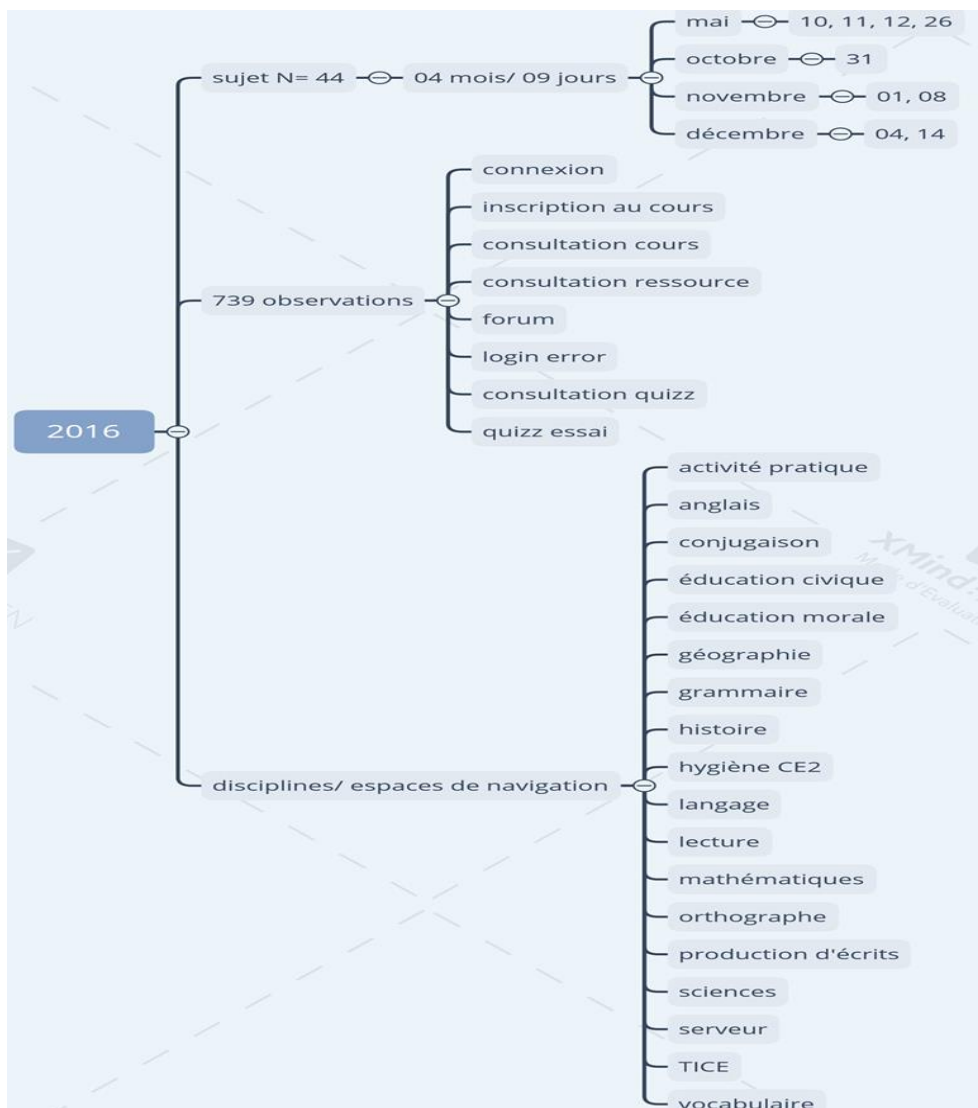 mai 10, 11, 12, 26
octobre 31
sujet N= 44 04 mois/ 09 jours
novembre 01, 08
décembre 04, 14
connexion
inscription au cours
consultation cours
consultation ressource
739 observations
forum
login error
consultation quizz
quizz essai
2016
activité pratique
anglais
conjugaison
éducation civique
éducation morale
géographie
grammaire
histoire
hygiène CE2
disciplines/ espaces de navigation
langage
lecture
mathématiques
orthographe
production d'écrits
sciences
serveur
TICE
vocabulaire
XMind